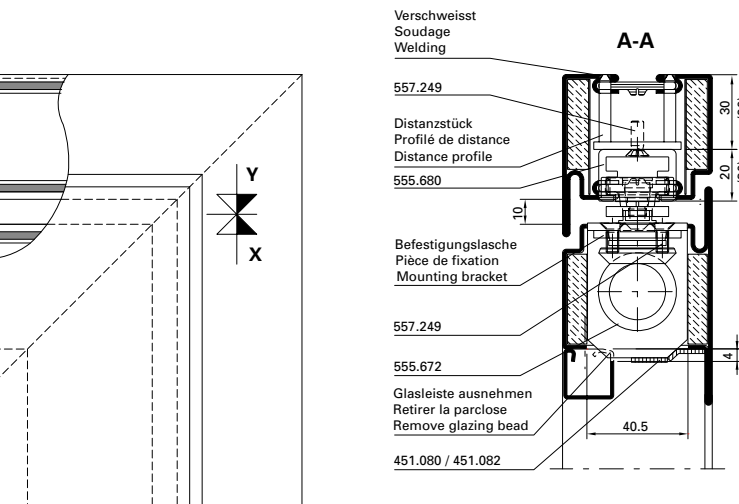 Verschweisst
Soudage
Welding
A-A
557.249
Distanzstück
Profilé de distance
Distance profile
555.680
30
20
10
Y
X
Befestigungslasche
Pièce de fixation
Mounting bracket
557.249
555.672
4
Glasleiste ausnehmen
Retirer la parclose
Remove glazing bead
40.5
451.080 / 451.082